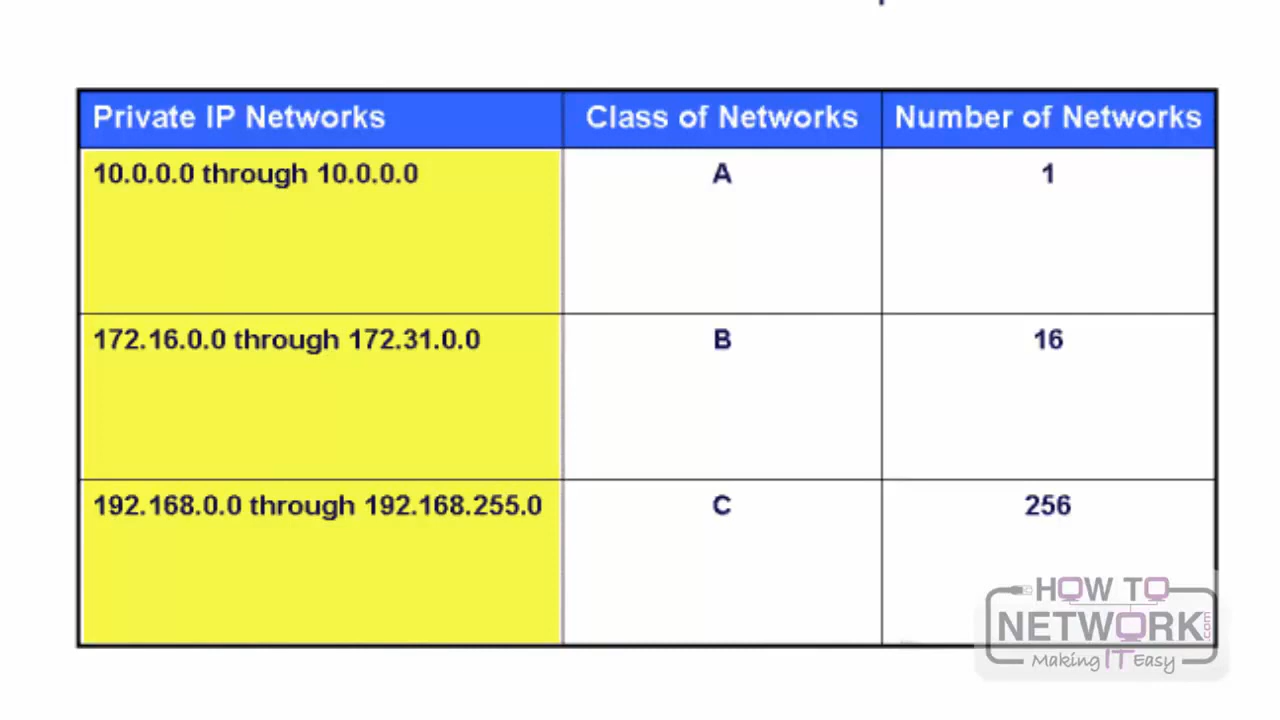 Private IP Networks Class of Networks Number of Networks
10.0.0.0 through 10.0.0.0 A 1
172.16.0.0 through 172.31.0.0 B 16
192.168.0.0 through 192.168.255.0 C 256
HOW TO
NETWORK.com
Making IT Easy